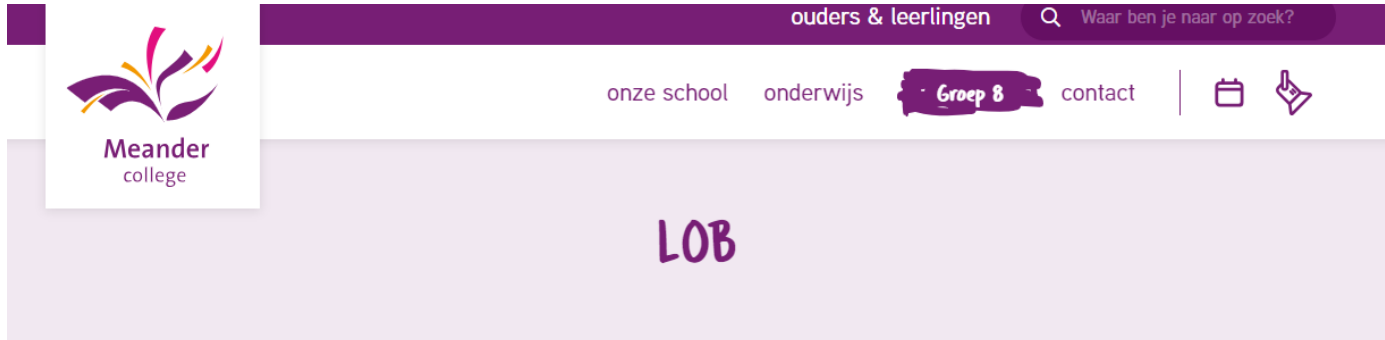 ouders & leerlingen Waar ben je naar op zoek?
onze school onderwijs Groep 8 contact
Meander
college
LOB